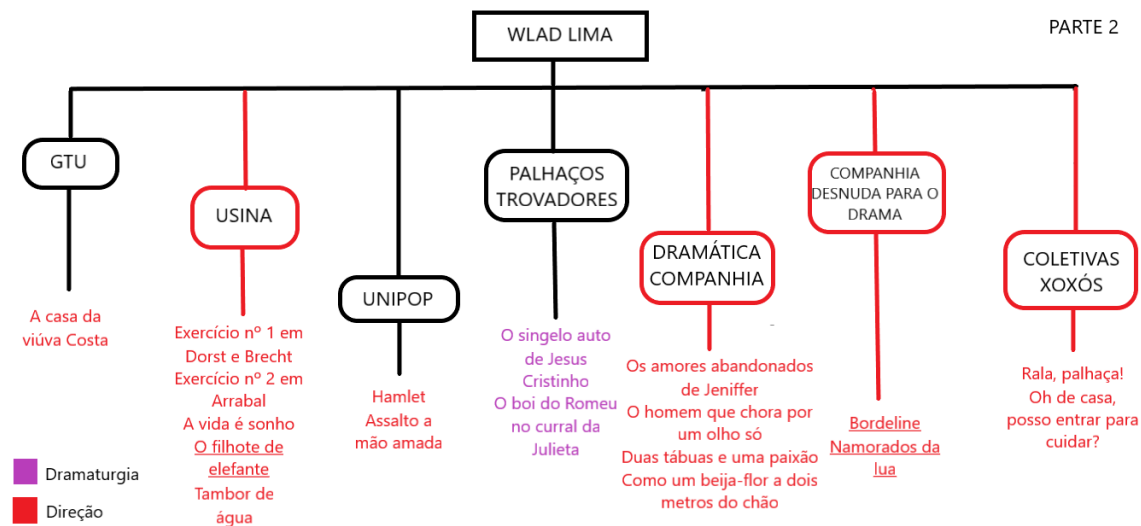 WLAD LIMA
PARTE 2
GTU
A casa da
viúva Costa
USINA
Exercício nº 1 em
Dorst e Brecht
Exercício nº 2 em
Arrabal
A vida é sonho
O filhote de
elefante
Tambor de
água
UNIPOP
Hamlet
Assalto a
mão amada
PALHAÇOS
TROVADORES
O singelo auto
de Jesus
Cristinho
O boi do Romeu
no curral da
Julieta
DRAMÁTICA
COMPANHIA
Os amores abandonados
de Jeniffer
O homem que chora por
um olho só
Duas tábuas e uma paixão
Como um beija-flor a dois
metros do chão
COMPANHIA
DESNUDA PARA O
DRAMA
Bordeline
Namorados da
lua
COLETIVAS
XOXÓS
Rala, palhaça!
Oh de casa,
posso entrar para
cuidar?
Dramaturgia
Direção